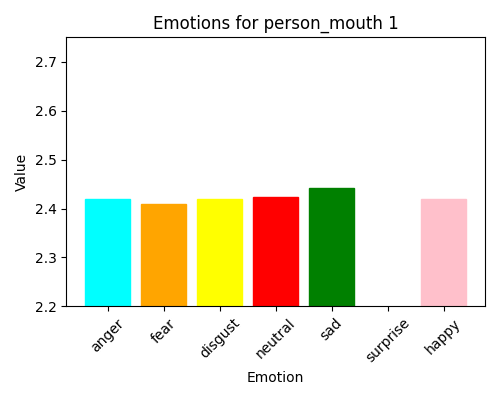 Emotions for person_mouth 1
Value
2.7
2.6
2.5
2.4
2.3
2.2
anger
fear
disgust
neutral
sad
surprise
happy
Emotion